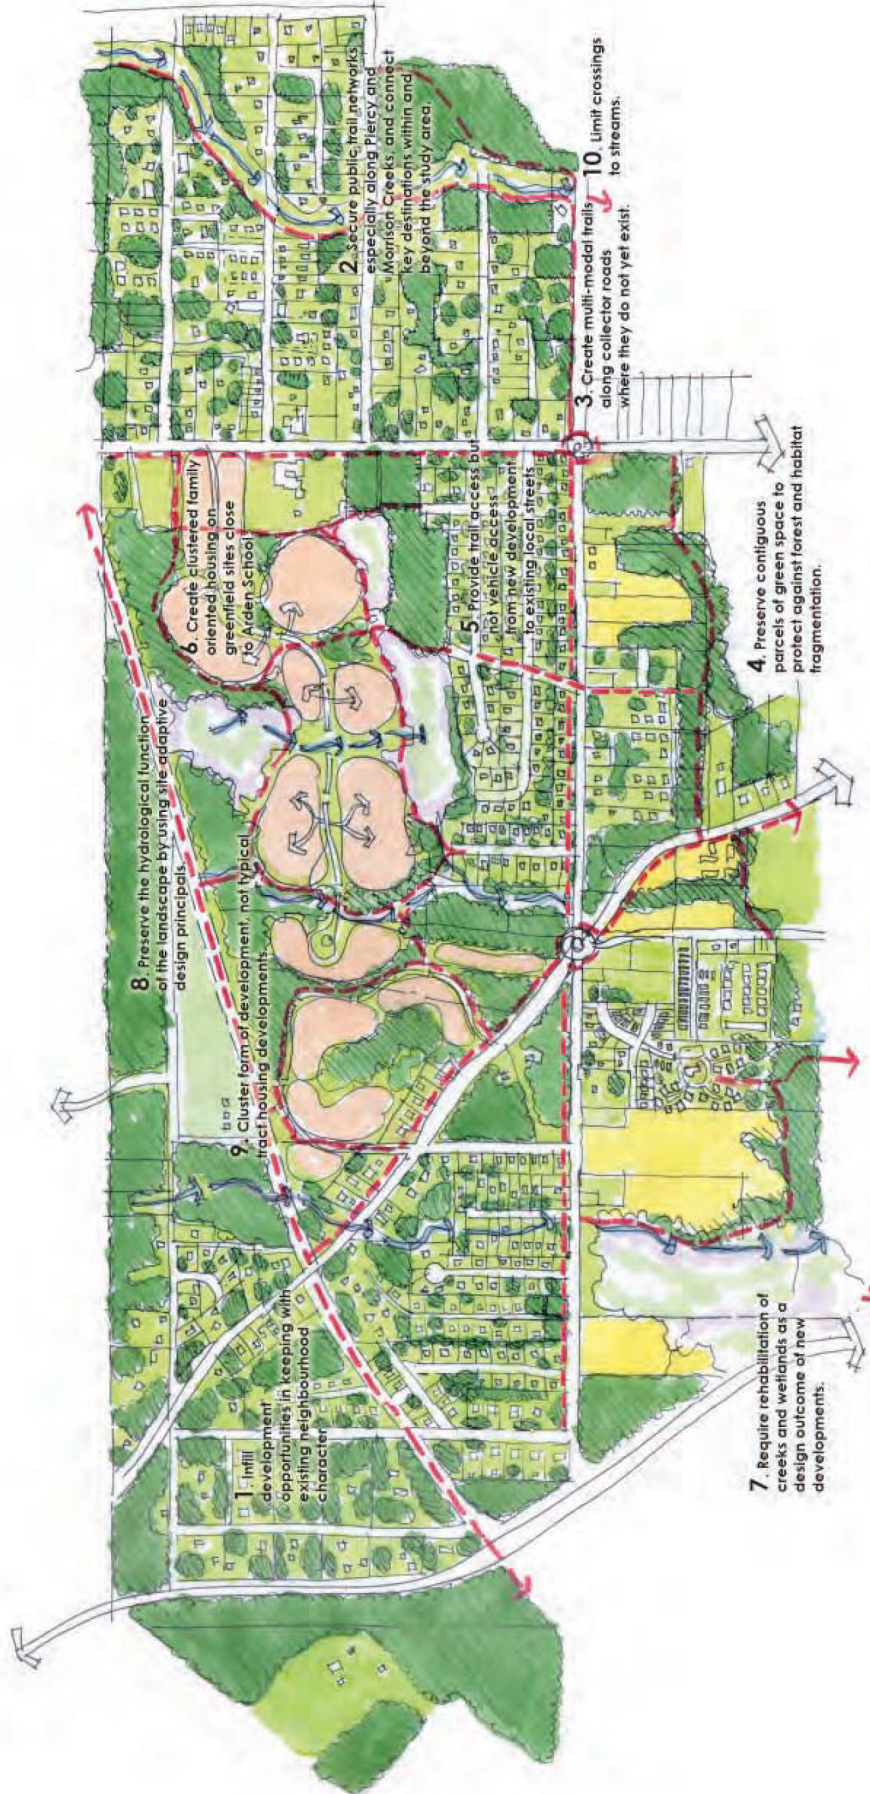 1. Infill
development
opportunities in keeping with
existing neighbourhood
character.
2. Secure public trail networks
especially along Piercy and
Morrison Creeks, and connect
key destinations within and
beyond the study area.
3. Create multi-modal trails
along collector roads
where they do not yet exist.
4. Preserve contiguous
parcels of green space to
protect against forest and habitat
fragmentation.
5. Provide trail access but
not vehicle access
from new development
to existing local streets
6. Create clustered family
oriented housing on
greenfield sites close
to Arden School
7. Require rehabilitation of
creeks and wetlands as a
design outcome of new
developments.
8. Preserve the hydrological function
of the landscape by using site adaptive
design principals.
9. Cluster form of development, not typical
tract housing developments.
10. Limit crossings
to streams.